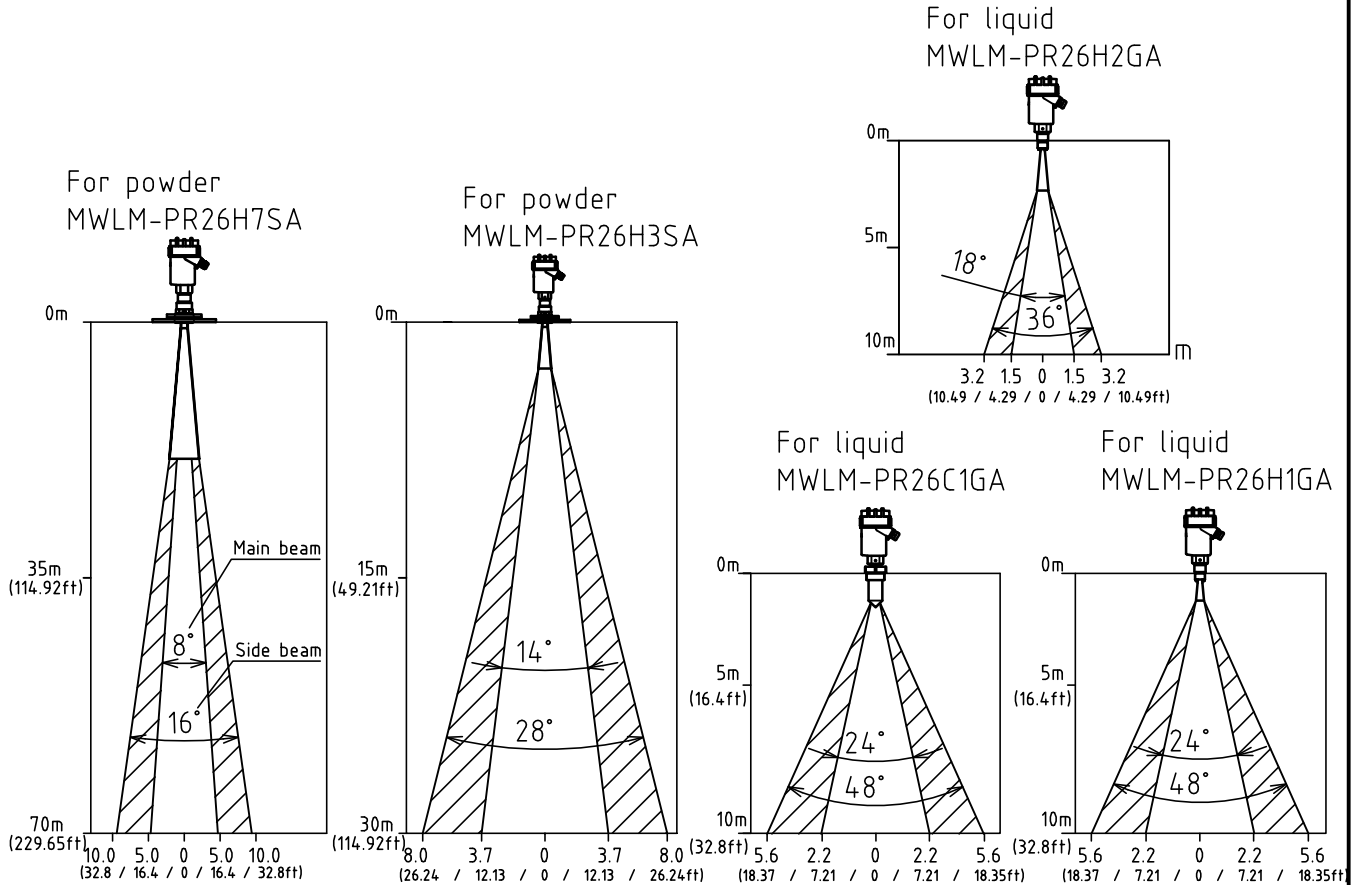 For powder
MWLM-PR26H7SA
0m
Main beam
35m
(114.92ft)
8°
Side beam
16°
70m
(229.65ft)
10.0 5.0 0 5.0 10.0
(32.8 / 16.4 / 0 / 16.4 / 32.8ft)
For powder
MWLM-PR26H3SA
0m
15m
(49.21ft)
14°
28°
30m
(114.92ft)
8.0 3.7 0 3.7 8.0
(26.24 / 12.13 / 0 / 12.13 / 26.24ft)
For liquid
MWLM-PR26H2GA
0m
5m
18°
36°
10m
m
3.2 1.5 0 1.5 3.2
(10.49 / 4.29 / 0 / 4.29 / 10.49ft)
For liquid
MWLM-PR26C1GA
0m
5m
(16.4ft)
24°
48°
10m
(32.8ft)
5.6 2.2 0 2.2 5.6
(18.37 / 7.21 / 0 / 7.21 / 18.35ft)
For liquid
MWLM-PR26H1GA
0m
5m
(16.4ft)
24°
48°
10m
(32.8ft)
5.6 2.2 0 2.2 5.6
(18.37 / 7.21 / 0 / 7.21 / 18.35ft)